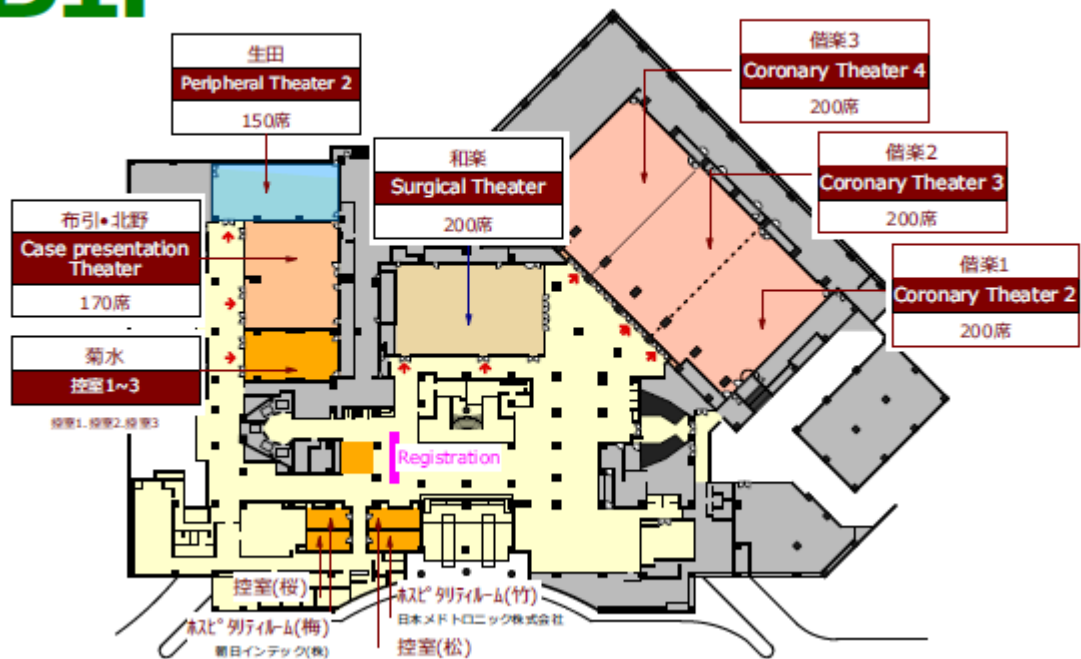 生田
Peripheral Theater 2
150席
偕楽3
Coronary Theater 4
200席
和楽
Surgical Theater
200席
偕楽2
Coronary Theater 3
200席
布引•北野
Case presentation
Theater
170席
偕楽1
Coronary Theater 2
200席
菊水
控室1~3
控室1.控室2.控室3
Registration
控室(桜)
ホスピタリティルーム(竹)
日本メドトロニック株式会社
ホスピタリティルーム(梅)
朝日インテック(株)
控室(松)